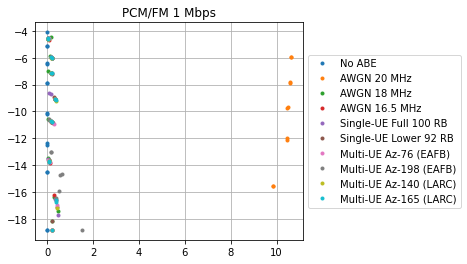 PCM/FM 1 Mbps
−4
−6
−8
−10
−12
−14
−16
−18
0
2
4
6
8
10
No ABE
AWGN 20 MHz
AWGN 18 MHz
AWGN 16.5 MHz
Single-UE Full 100 RB
Single-UE Lower 92 RB
Multi-UE Az-76 (EAFB)
Multi-UE Az-198 (EAFB)
Multi-UE Az-140 (LARC)
Multi-UE Az-165 (LARC)